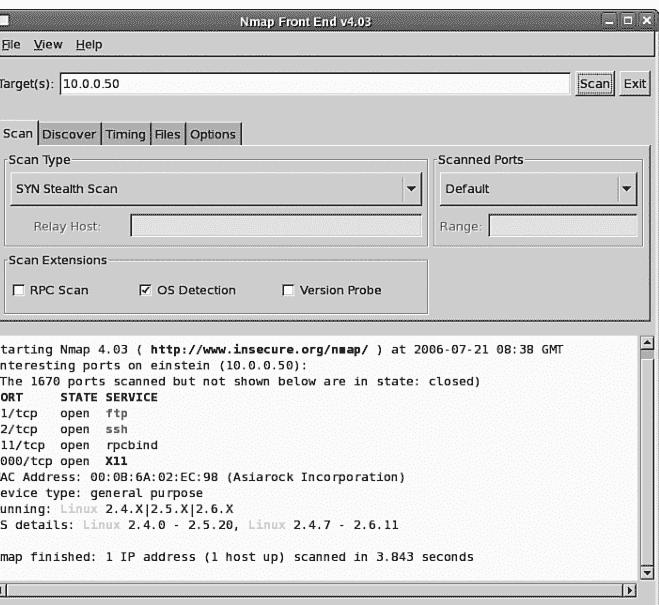 Nmap Front End v4.03
File View Help
Target(s): 10.0.0.50 Scan Exit
Scan Discover Timing Files Options
Scan Type Scanned Ports
SYN Stealth Scan Default
Relay Host: Range:
Scan Extensions
RPC Scan OS Detection Version Probe
tarting Nmap 4.03 ( http://www.insecure.org/nmap/ ) at 2006-07-21 08:38 GMT
nteresting ports on einstein (10.0.0.50):
The 1670 ports scanned but not shown below are in state: closed)
ORT STATE SERVICE
1/tcp open ftp
2/tcp open ssh
11/tcp open rpcbind
000/tcp open X11
AC Address: 00:0B:6A:02:EC:98 (Asiarock Incorporation)
evice type: general purpose
unning: Linux 2.4.X|2.5.X|2.6.X
S details: Linux 2.4.0 - 2.5.20, Linux 2.4.7 - 2.6.11
map finished: 1 IP address (1 host up) scanned in 3.843 seconds